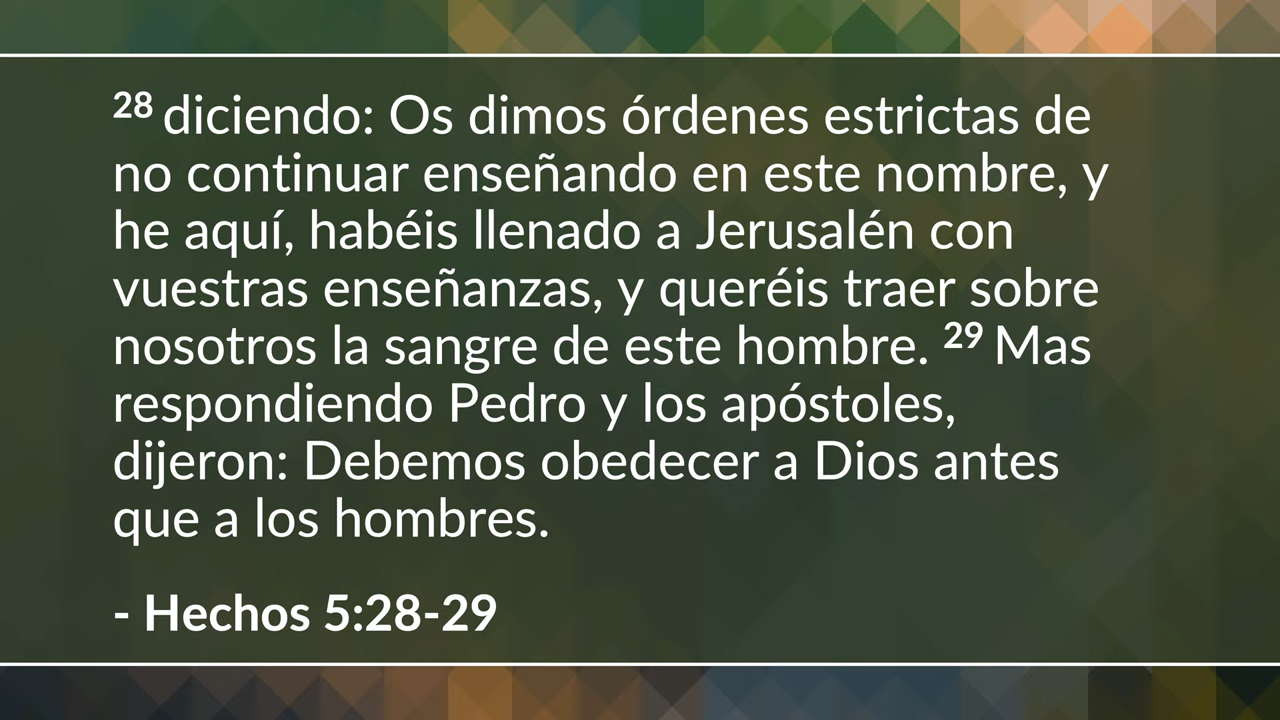 28 diciendo: Os dimos órdenes estrictas de
no continuar enseñando en este nombre, y
he aquí, habéis llenado a Jerusalén con
vuestras enseñanzas, y queréis traer sobre
nosotros la sangre de este hombre. 29 Mas
respondiendo Pedro y los apóstoles,
dijeron: Debemos obedecer a Dios antes
que a los hombres.
- Hechos 5:28-29